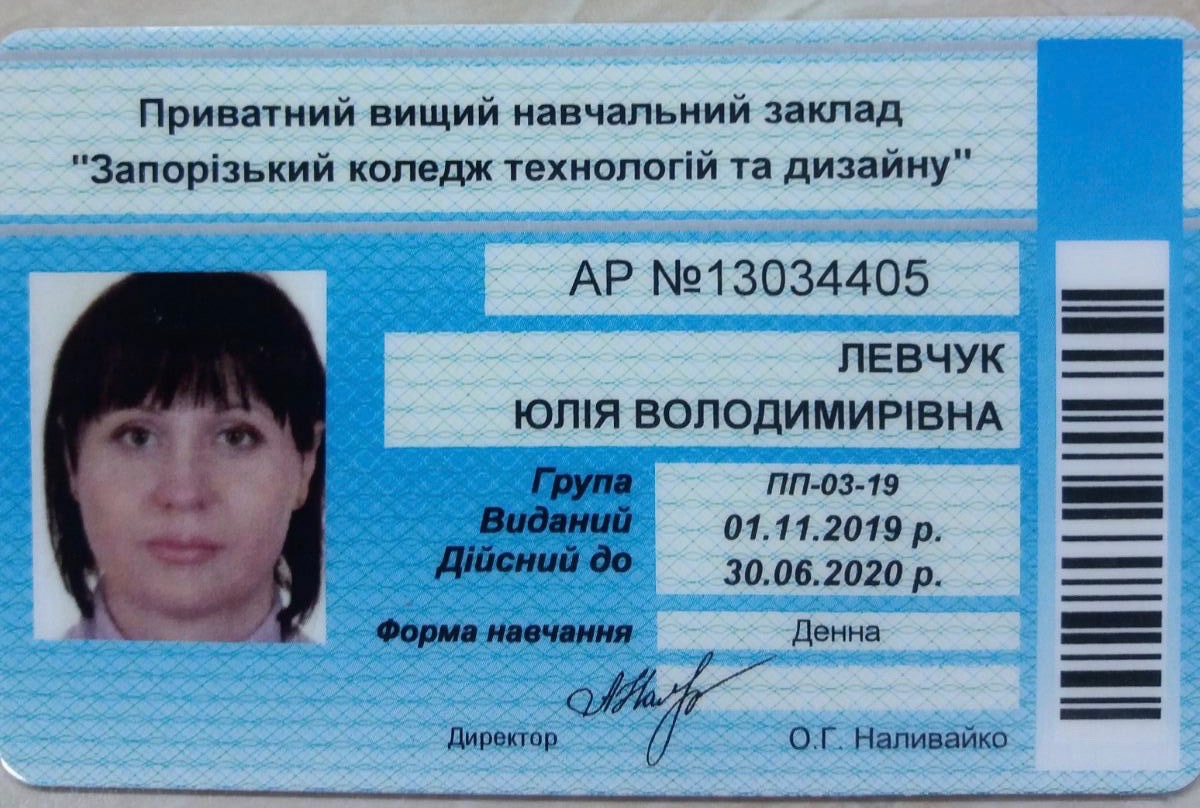 Приватний вищий навчальний заклад
"Запорізький коледж технологій та дизайну"
АР №13034405
ЛЕВЧУК
ЮЛІЯ ВОЛОДИМИРІВНА
Група ПП-03-19
Виданий 01.11.2019 р.
Дійсний до 30.06.2020 р.
Форма навчання Денна
Директор О.Г. Наливайко